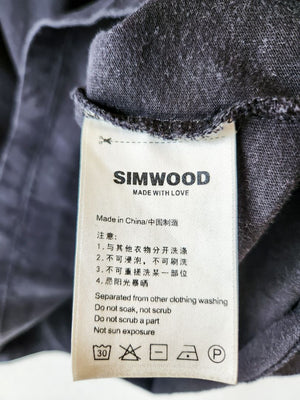 SIMWOOD
MADE WITH LOVE
Made in China/中国制造
注意:
1.与其他衣物分开洗涤
2.不可浸泡，不可刷洗
3.不可重搓洗某一部位
4.忌阳光暴晒
Separated from other clothing washing
Do not soak, not scrub
Do not scrub a part
Not sun exposure
30 P